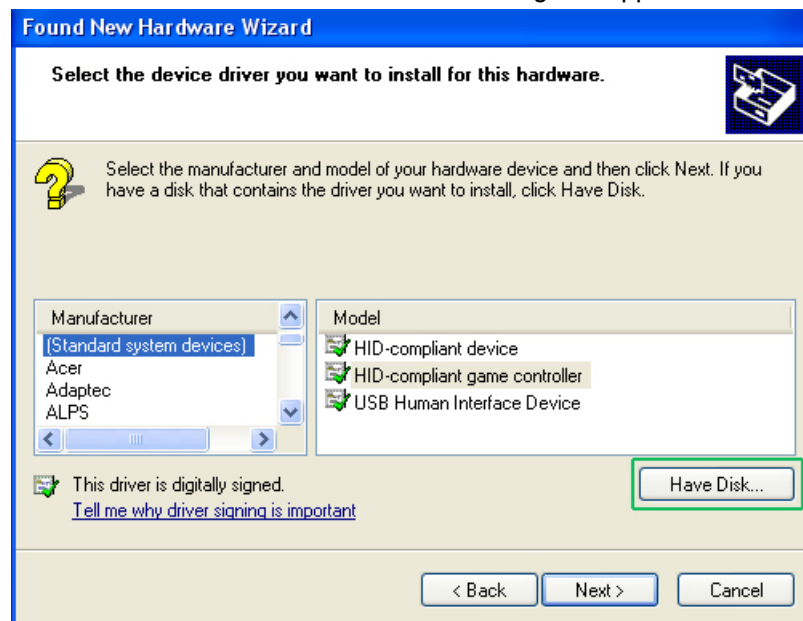 Found New Hardware Wizard
Select the device driver you want to install for this hardware.
Select the manufacturer and model of your hardware device and then click Next. If you
have a disk that contains the driver you want to install, click Have Disk.
Manufacturer
(Standard system devices)
Acer
Adaptec
ALPS
Model
HID-compliant device
HID-compliant game controller
USB Human Interface Device
This driver is digitally signed.
Tell me why driver signing is important
Have Disk...
< Back
Next >
Cancel